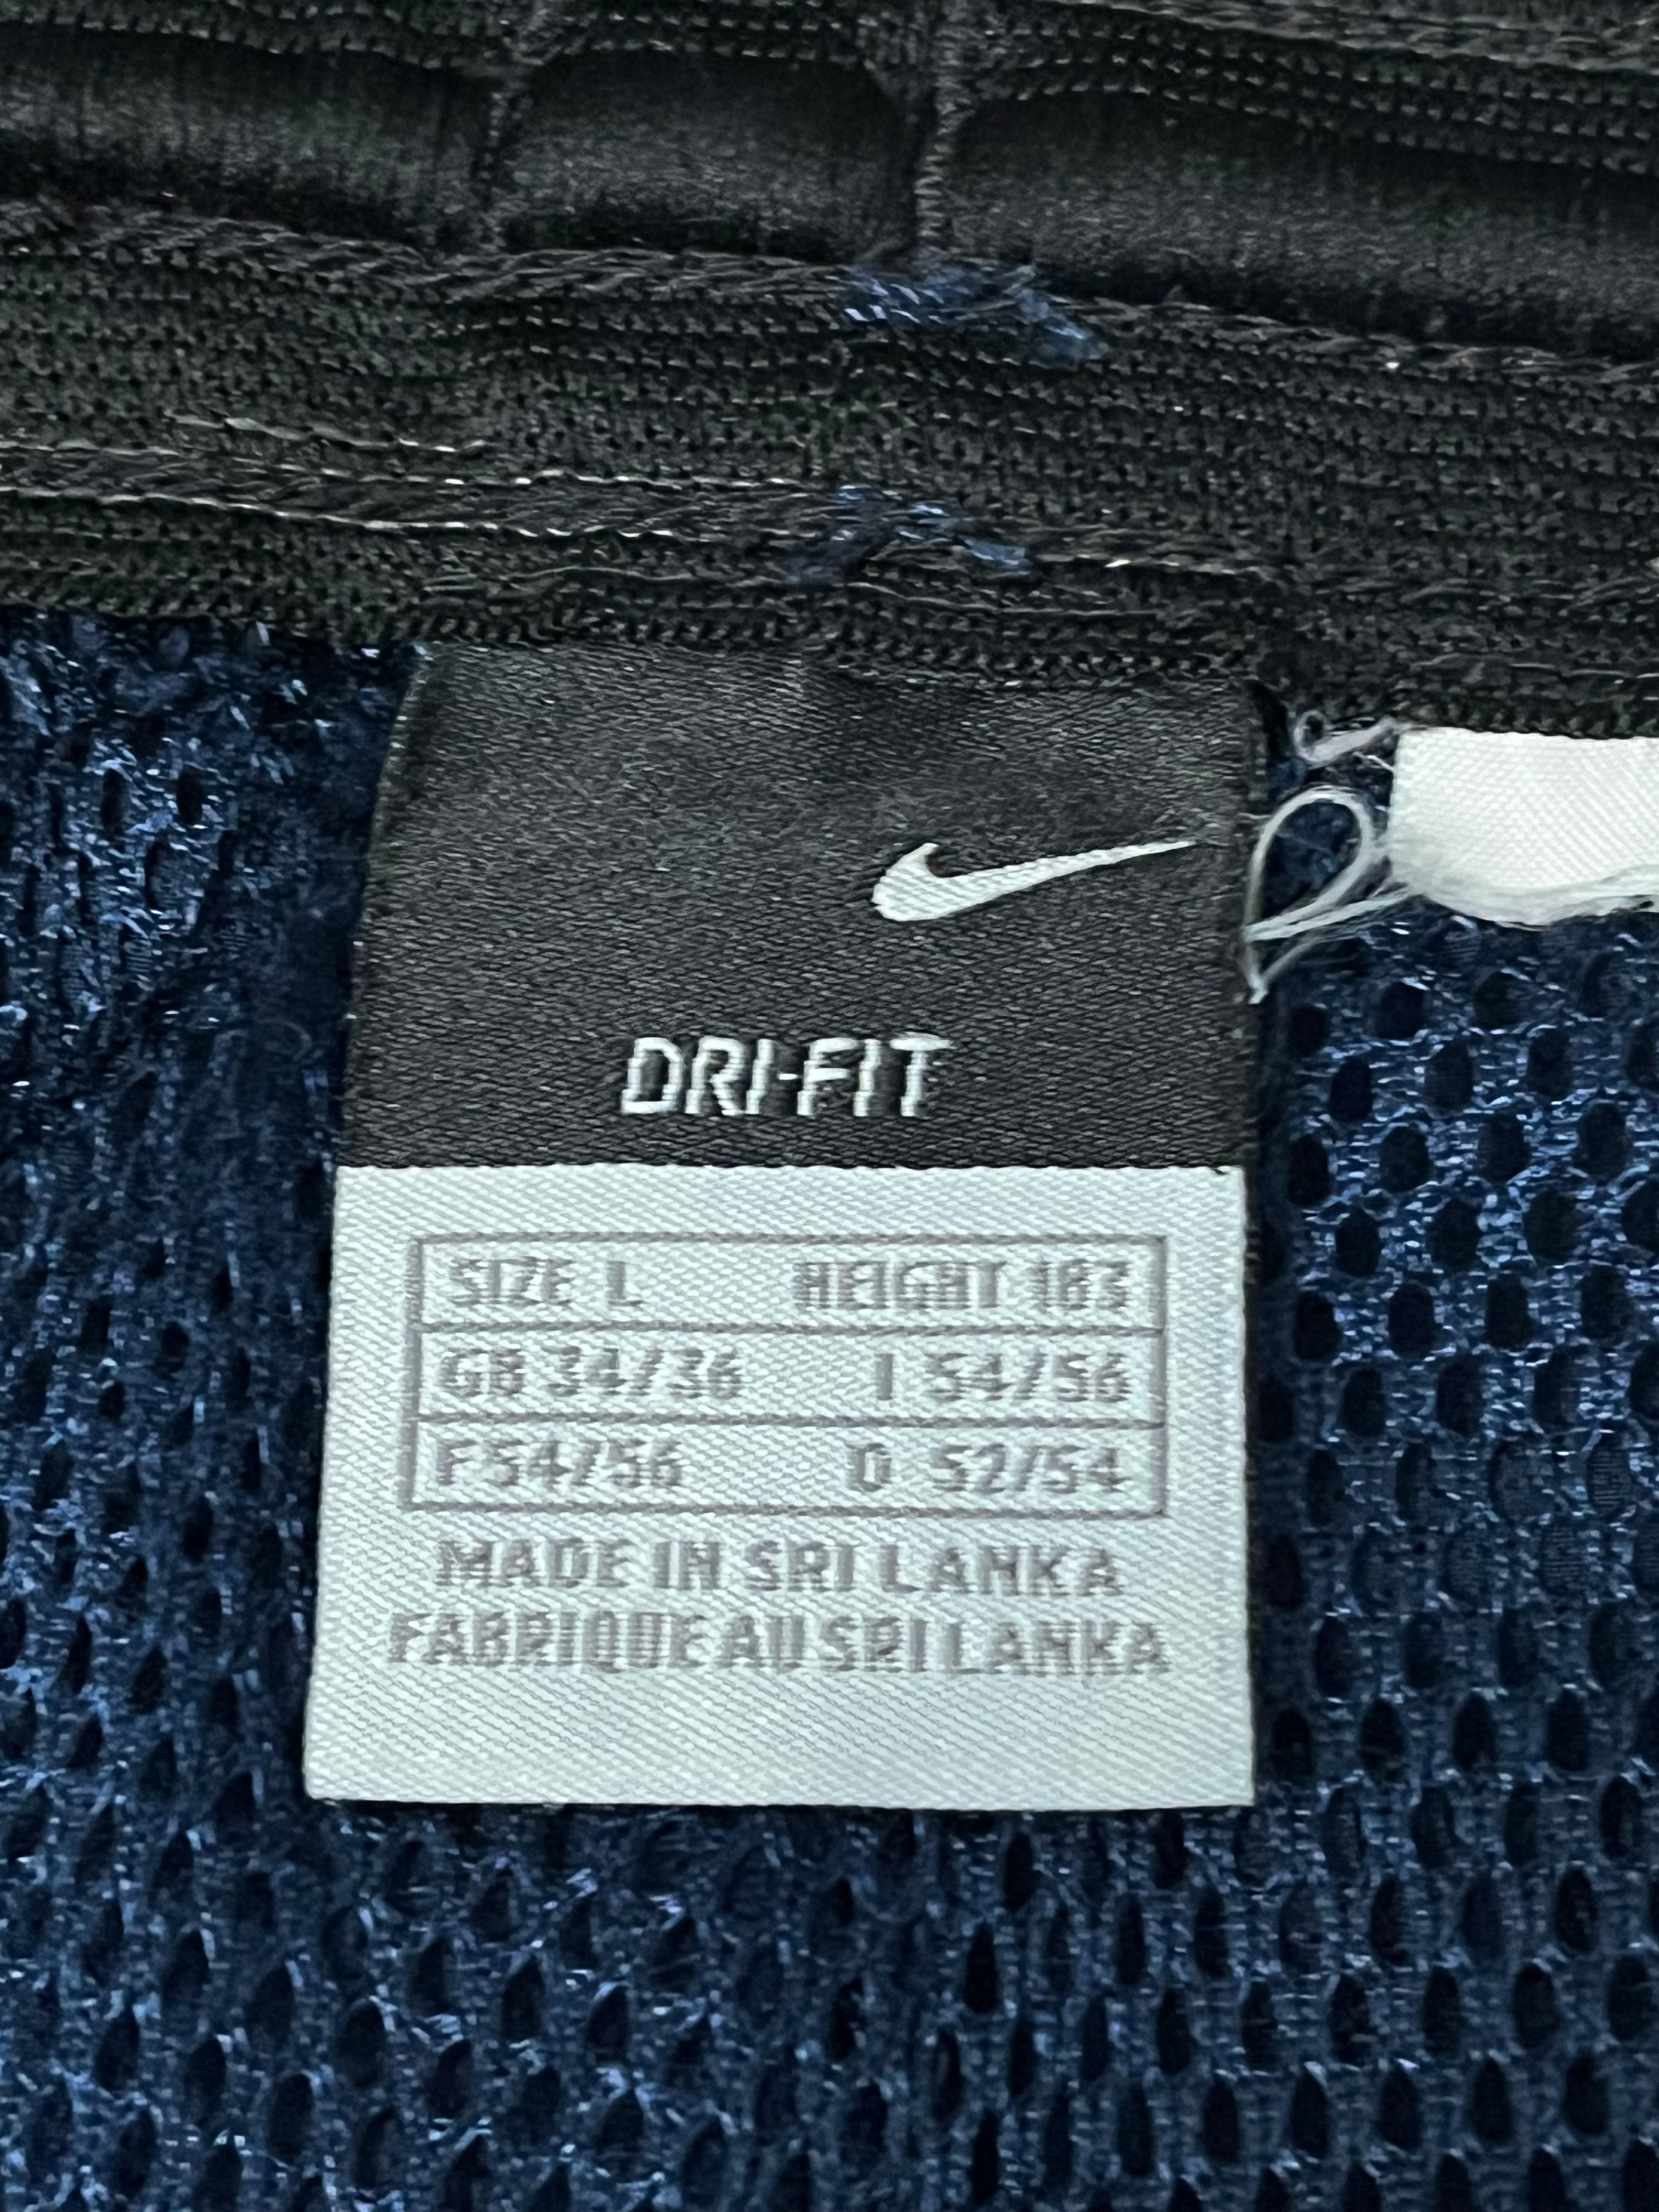 DRI-FIT
SIZE L HEIGHT 183
GB 34/36 I 54/56
F 54/56 D 52/54
MADE IN SRI LANKA
FABRIQUE AU SRI LANKA